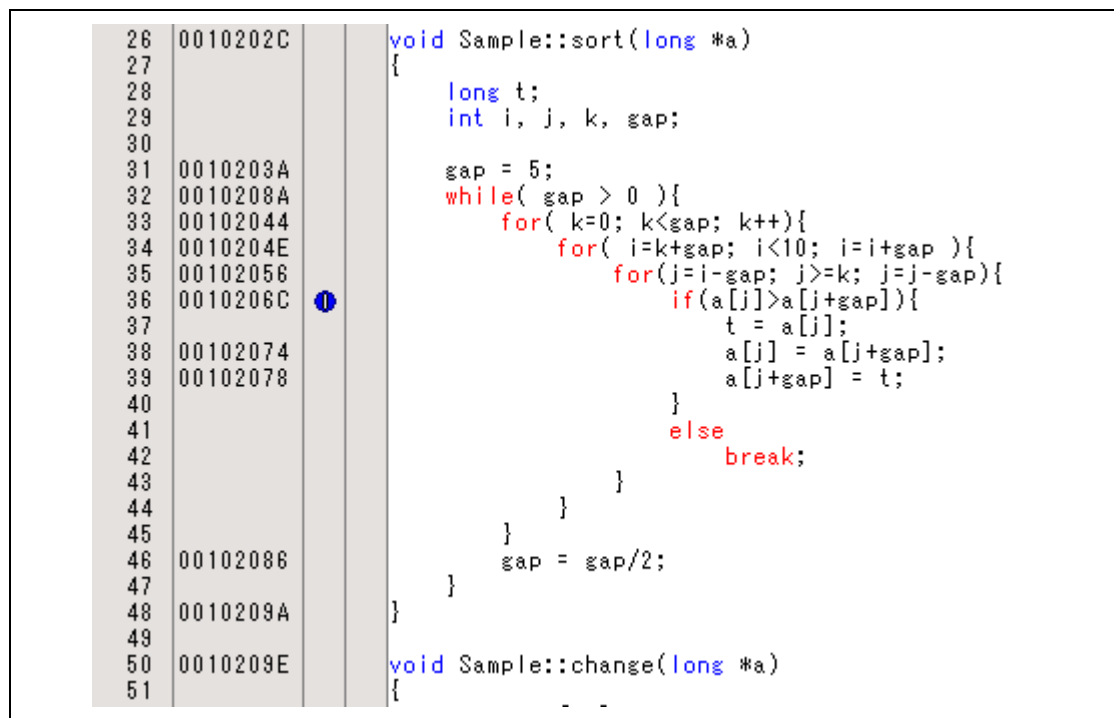 26 0010202C void Sample::sort(long *a)
27 {
28 long t;
29 int i, j, k, gap;
30
31 0010203A gap = 5;
32 0010208A while( gap > 0 ){
33 00102044 for( k=0; k<gap; k++){
34 0010204E for( i=k+gap; i<10; i=i+gap ){
35 00102056 for(j=i-gap; j>=k; j=j-gap){
36 0010206C if(a[j]>a[j+gap]){
37 t = a[j];
38 00102074 a[j] = a[j+gap];
39 00102078 a[j+gap] = t;
40 }
41 else
42 break;
43 }
44 }
45 }
46 00102086 gap = gap/2;
47 }
48 0010209A }
49
50 0010209E void Sample::change(long *a)
51 {